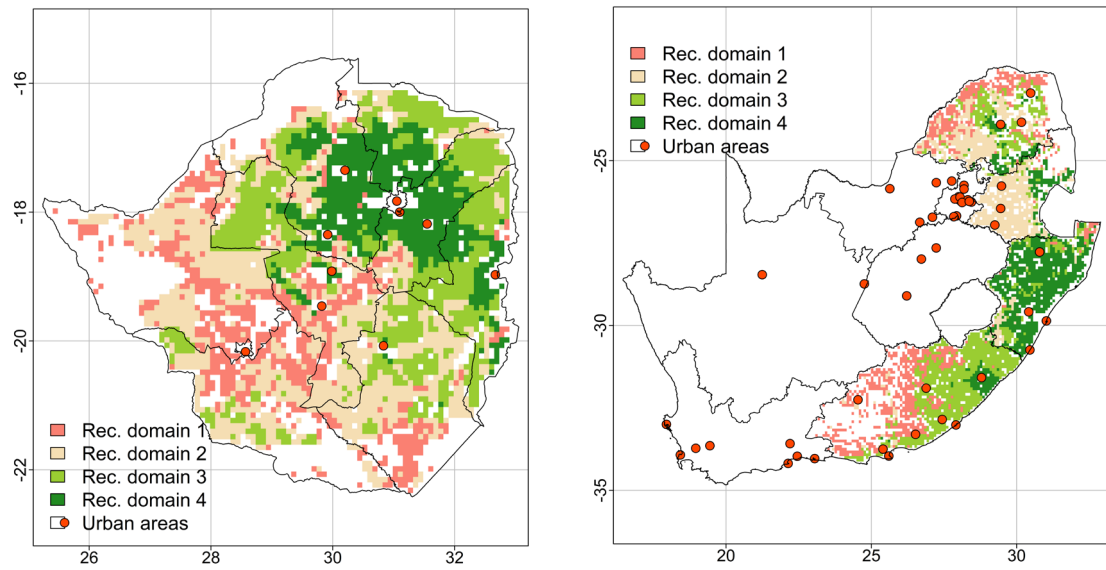 -16
-18
-20
-22
Rec. domain 1
Rec. domain 2
Rec. domain 3
Rec. domain 4
Urban areas
26
28
30
32
Rec. domain 1
Rec. domain 2
Rec. domain 3
Rec. domain 4
Urban areas
-25
-30
-35
20
25
30